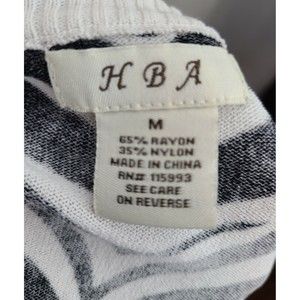 H B A
M
65% RAYON
35% NYLON
MADE IN CHINA
RN# 115993
SEE CARE
ON REVERSE